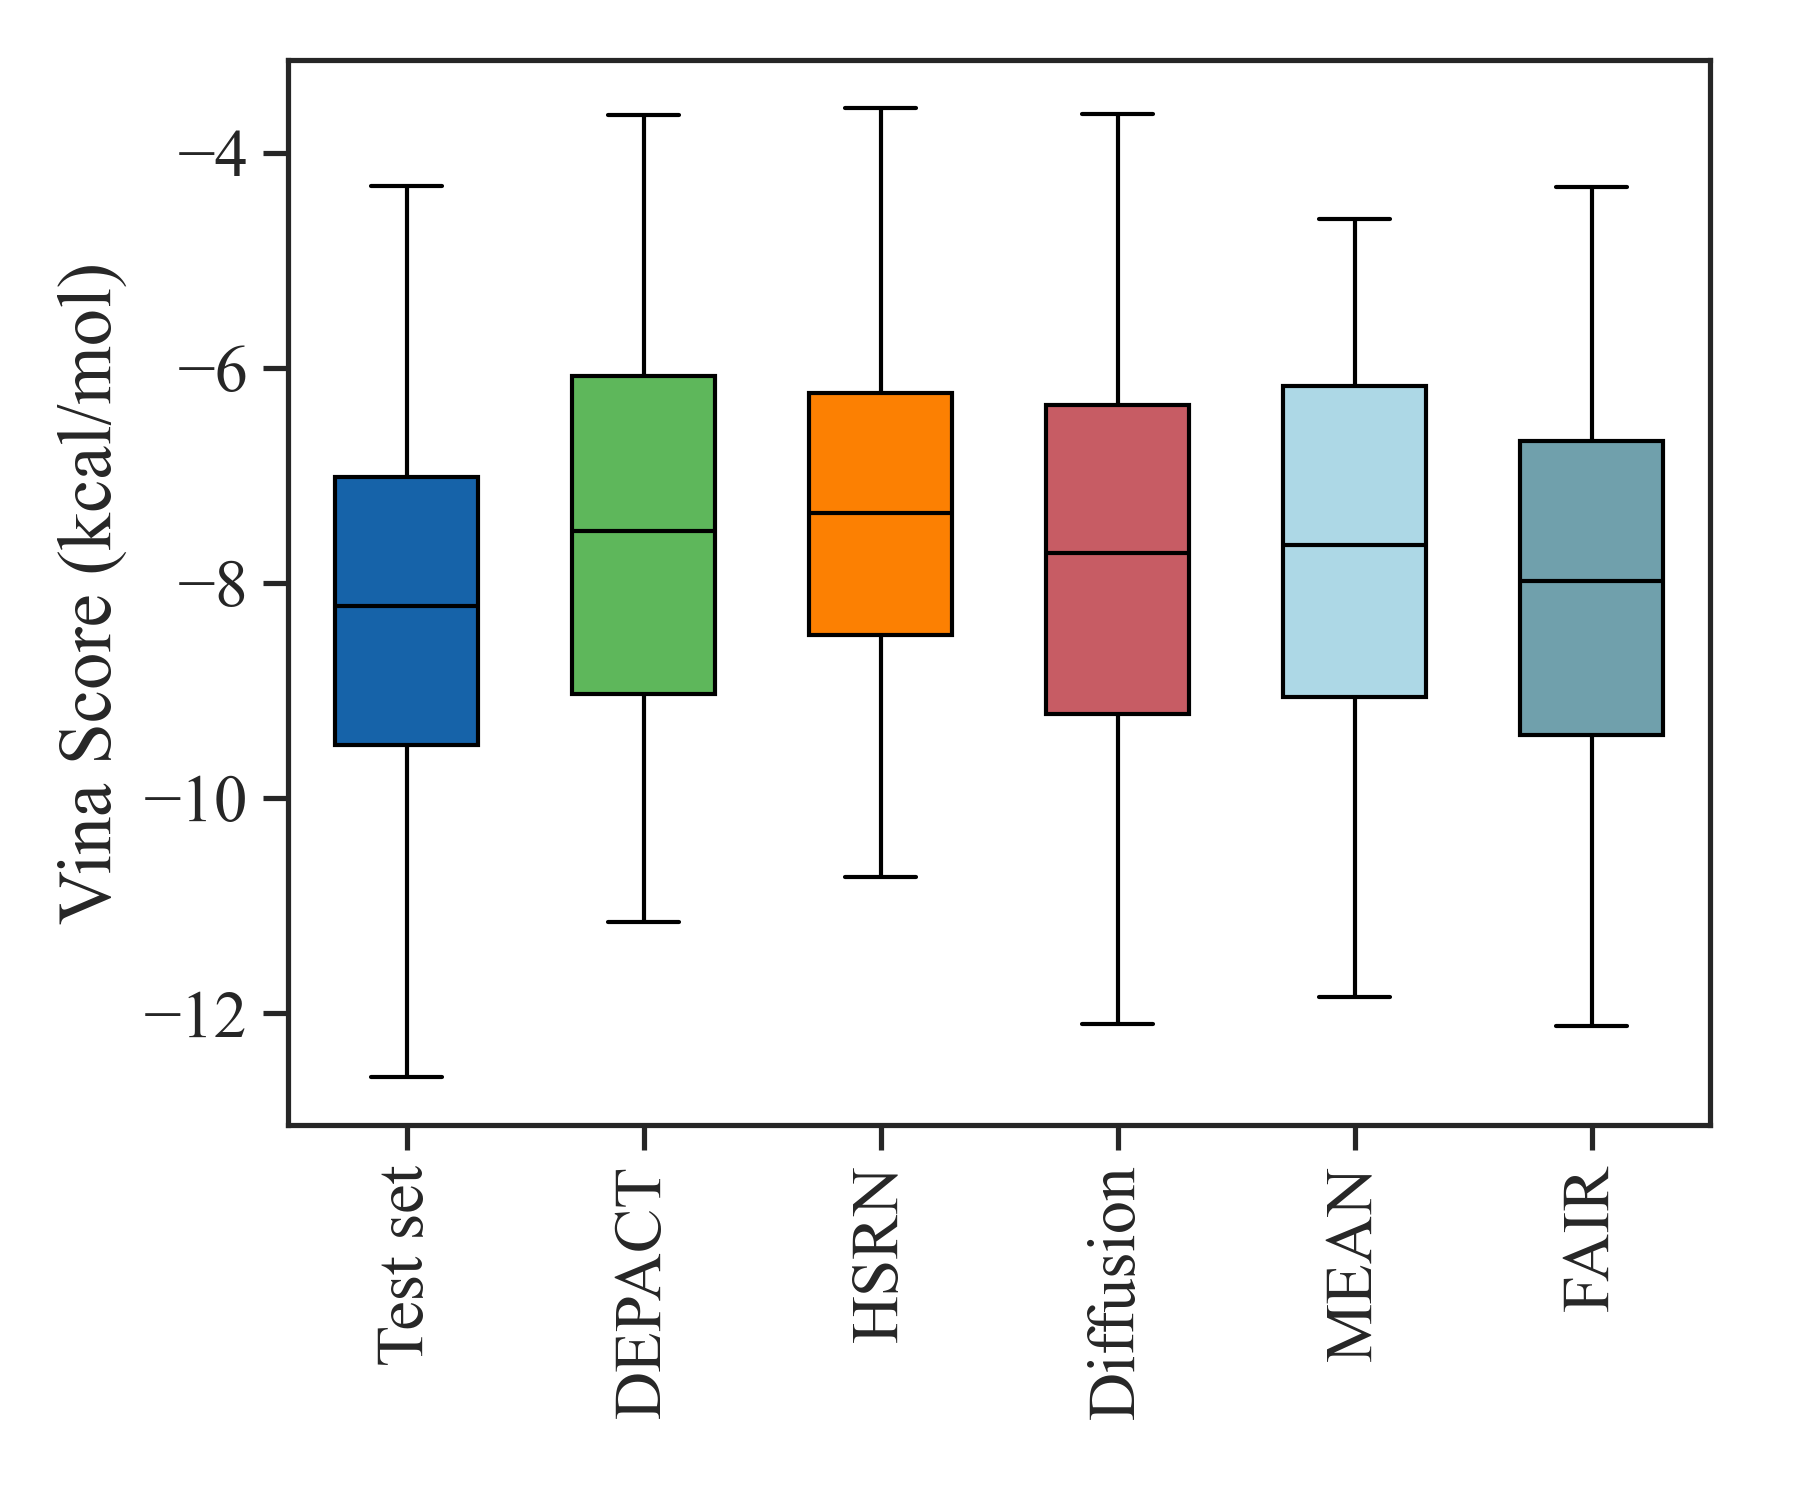 Vina Score (kcal/mol)
−4
−6
−8
−10
−12
Test set
DEPACT
HSRN
Diffusion
MEAN
FAIR